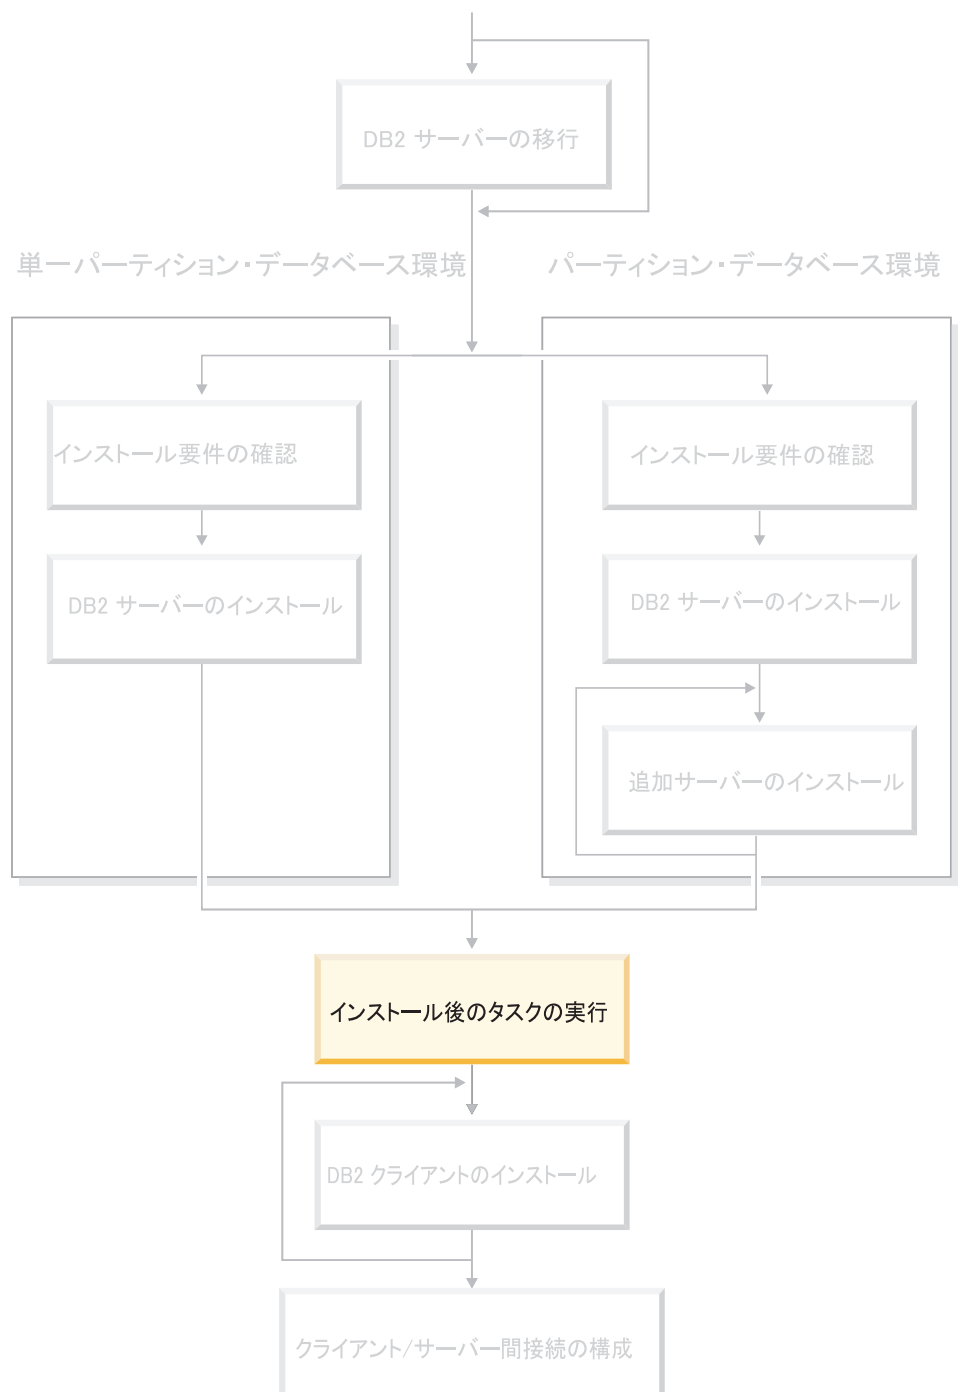 DB2 サーバーの移行
単一パーティション・データベース環境
パーティション・データベース環境
インストール要件の確認
DB2 サーバーのインストール
インストール要件の確認
DB2 サーバーのインストール
追加サーバーのインストール
インストール後のタスクの実行
DB2 クライアントのインストール
クライアント/サーバー間接続の構成